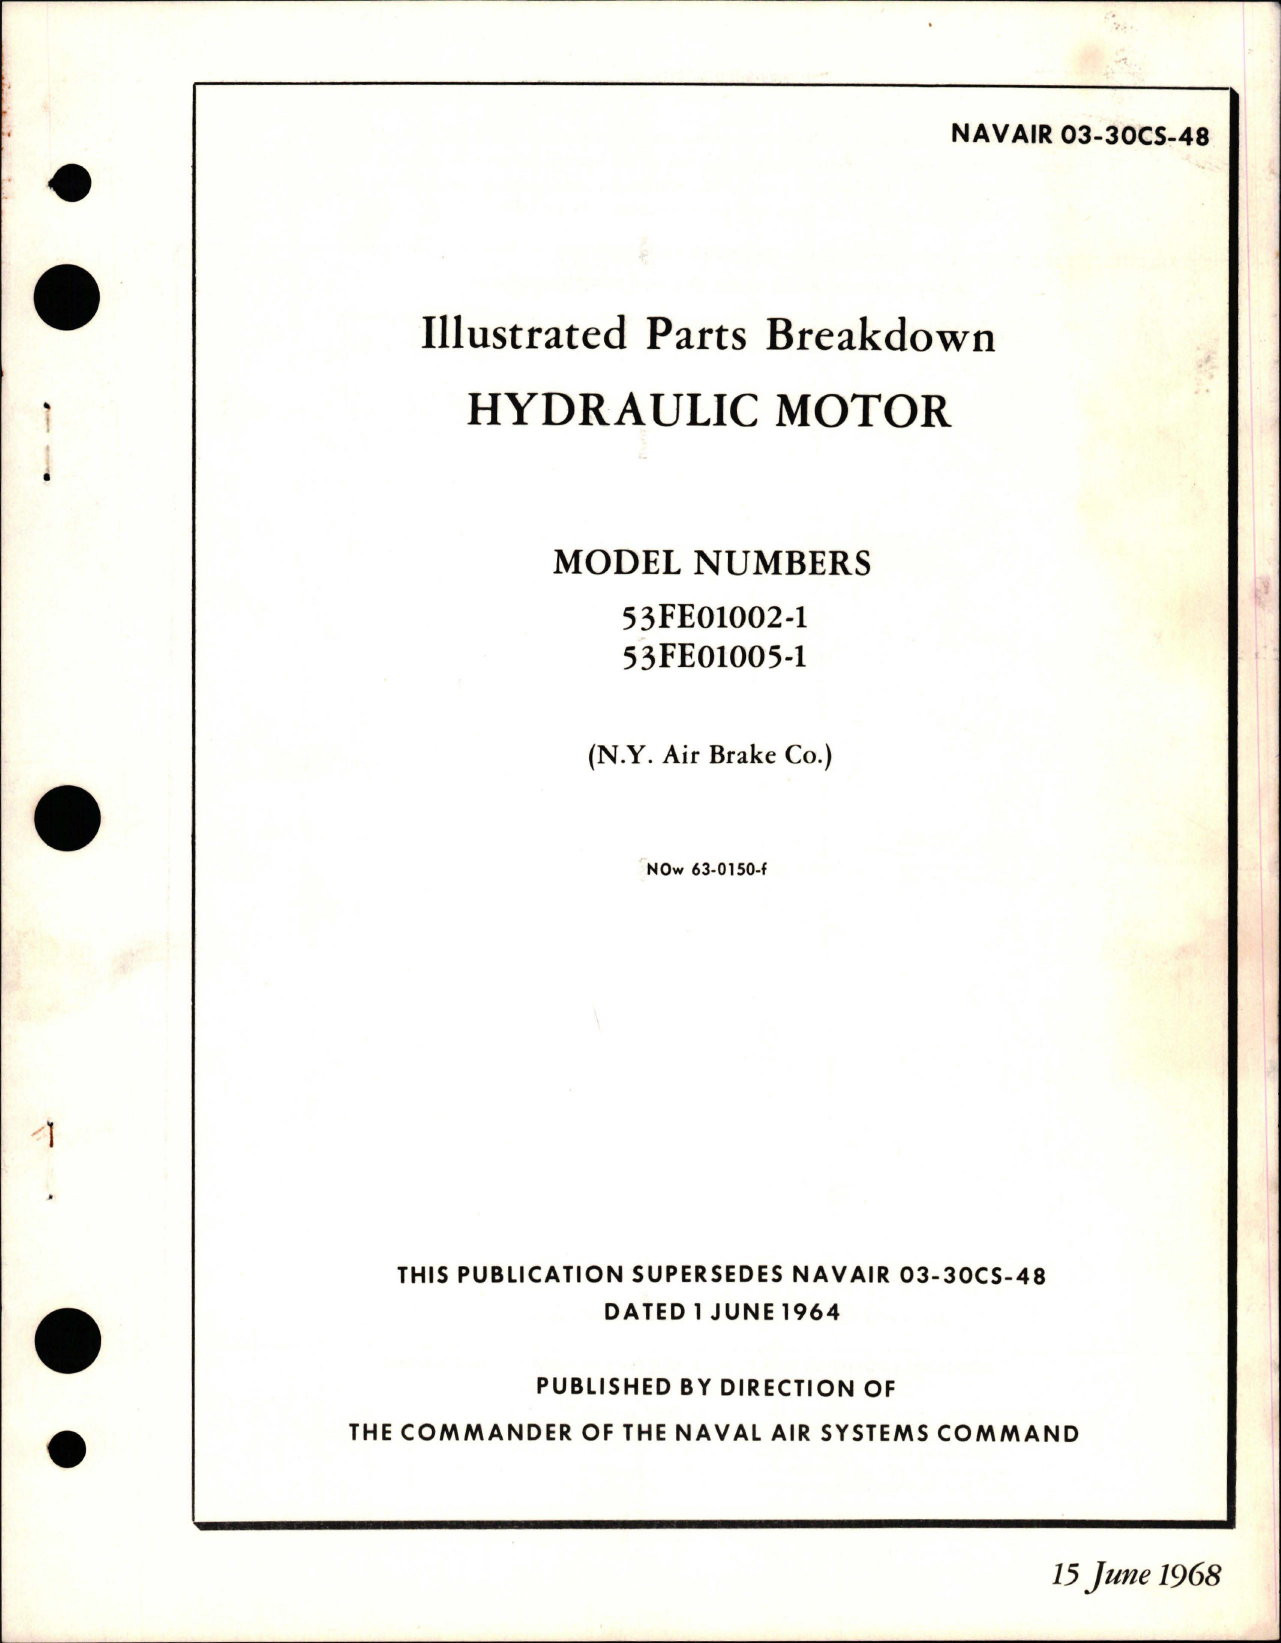 NAVAIR 03-30CS-48
Illustrated Parts Breakdown
HYDRAULIC MOTOR
MODEL NUMBERS
53FE01002-1
53FE01005-1
(N.Y. Air Brake Co.)
NOw 63-0150-f
THIS PUBLICATION SUPERSEDES NAVAIR 03-30CS-48
DATED 1 JUNE 1964
PUBLISHED BY DIRECTION OF
THE COMMANDER OF THE NAVAL AIR SYSTEMS COMMAND
15 June 1968